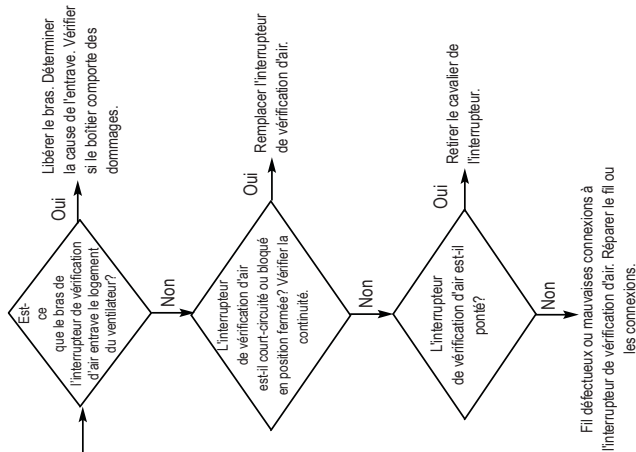 Est-
ce
que le bras de
l'interrupteur de vérification
d'air entrave le logement
du ventilateur?
Oui
Libérer le bras. Déterminer
la cause de l'entrave. Vérifier
si le boîtier comporte des
dommages.
Non
L'interrupteur
de vérification d'air
est-il court-circuité ou bloqué
en position fermée? Vérifier la
continuité.
Oui
Remplacer l'interrupteur
de vérification d'air.
Non
L'interrupteur
de vérification d'air est-il
ponté?
Oui
Retirer le cavalier de
l'interrupteur.
Non
Fil défectueux ou mauvaises connexions à
l'interrupteur de vérification d'air. Réparer le fil ou
les connexions.